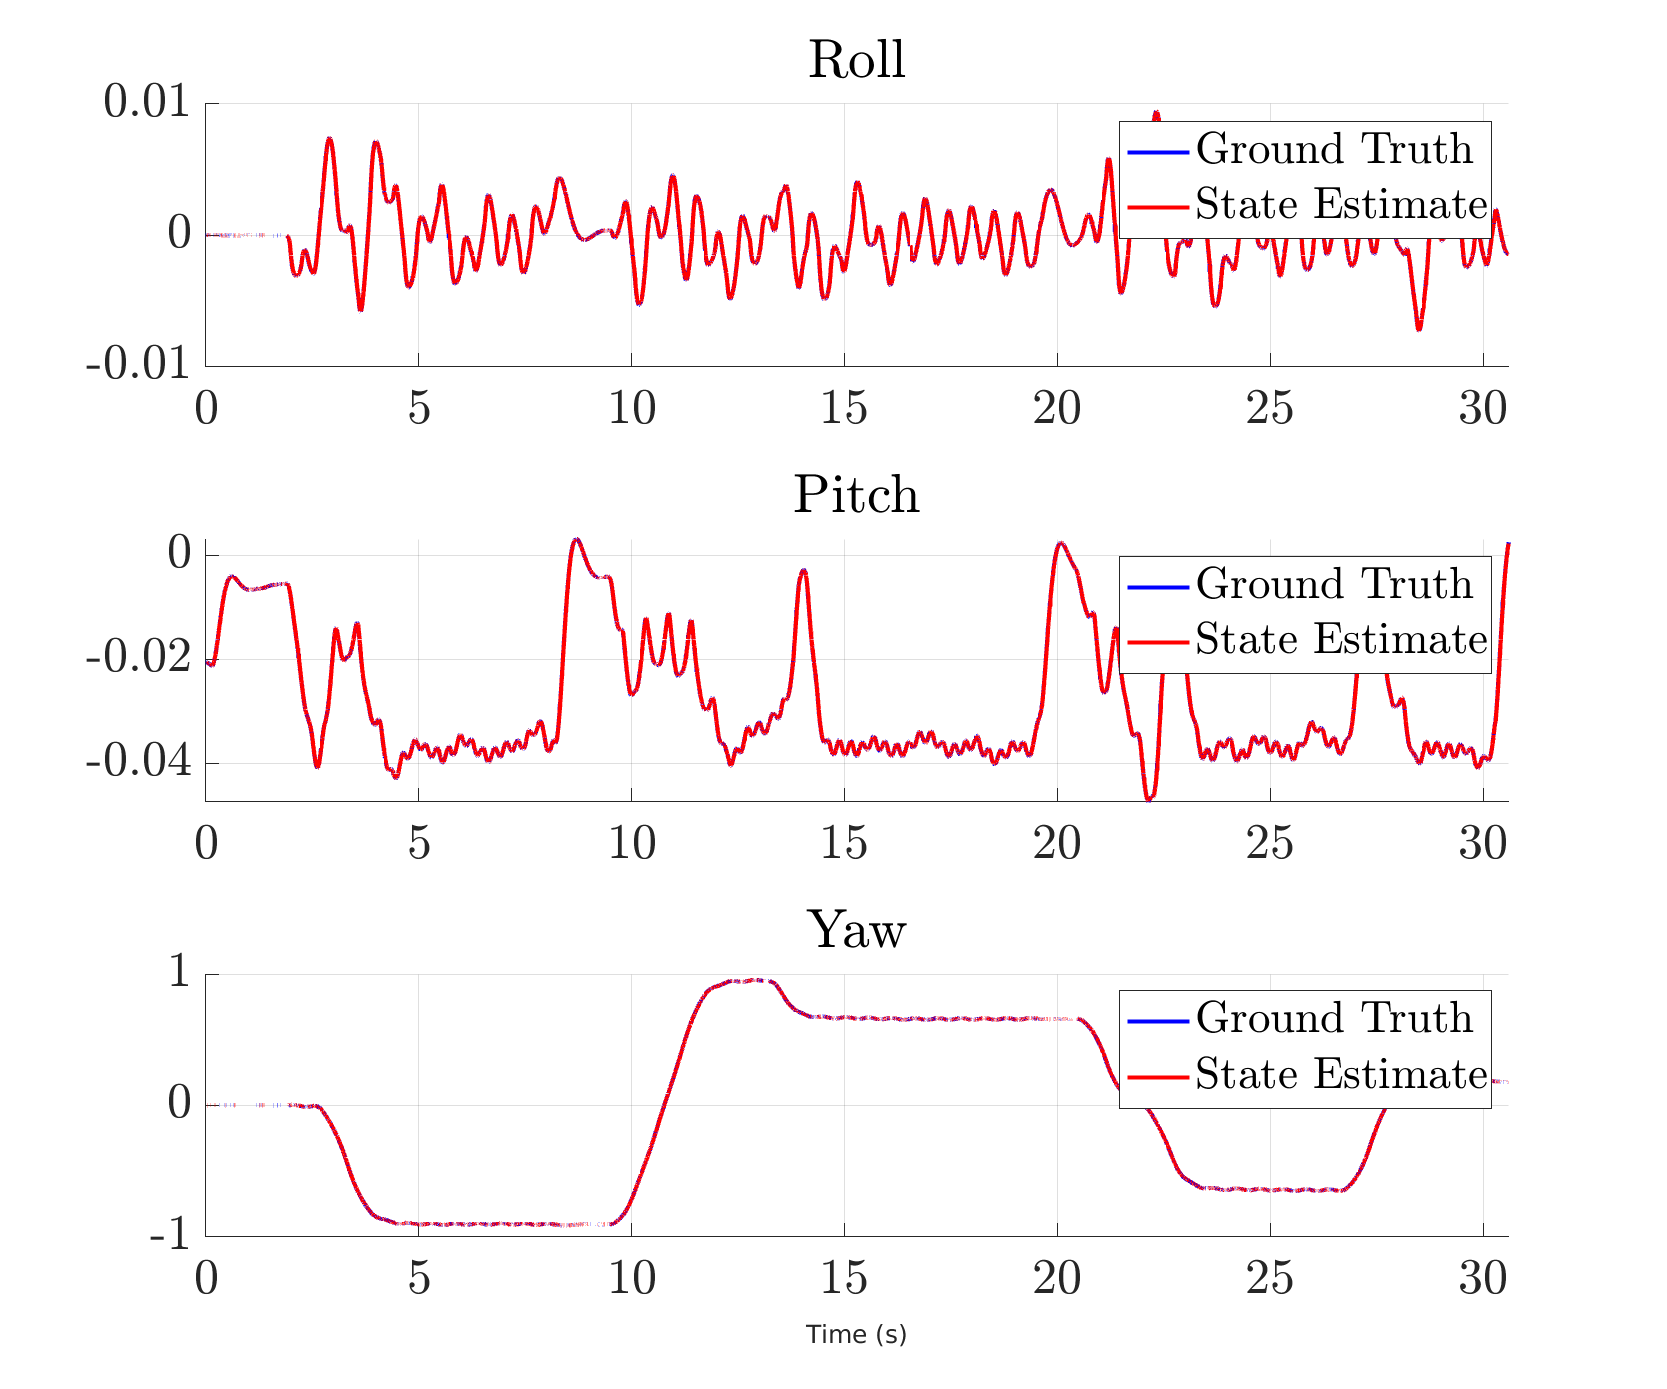 Roll
0.01
0
-0.01
0 5 10 15 20 25 30
Ground Truth
State Estimate
Pitch
0
-0.02
-0.04
0 5 10 15 20 25 30
Ground Truth
State Estimate
Yaw
1
0
-1
0 5 10 15 20 25 30
Ground Truth
State Estimate
Time (s)